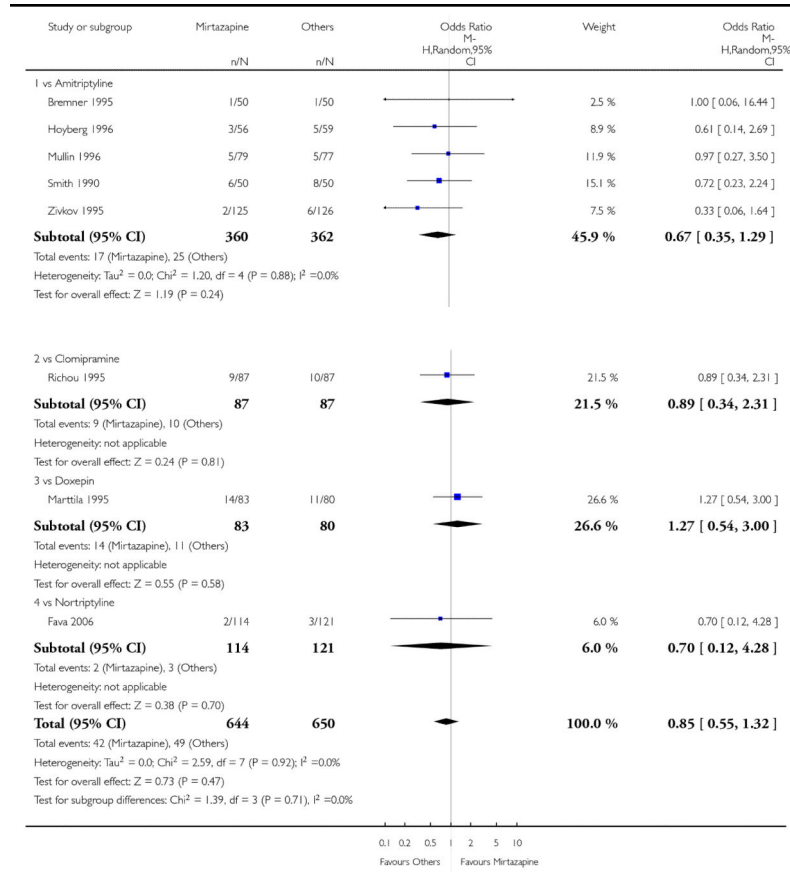 Study or subgroup Mirtazapine Others Odds Ratio Weight Odds Ratio
M- M-
H,Random,95% H,Random,95%
n/N n/N CI CI
1 vs Amitriptyline
Bremner 1995 1/50 1/50 2.5 % 1.00 [ 0.06, 16.44 ]
Hoyberg 1996 3/56 5/59 8.9 % 0.61 [ 0.14, 2.69 ]
Mullin 1996 5/79 5/77 11.9 % 0.97 [ 0.27, 3.50 ]
Smith 1990 6/50 8/50 15.1 % 0.72 [ 0.23, 2.24 ]
Zivkov 1995 2/125 6/126 7.5 % 0.33 [ 0.06, 1.64 ]
Subtotal (95% CI) 360 362 45.9 % 0.67 [ 0.35, 1.29 ]
Total events: 17 (Mirtazapine), 25 (Others)
Heterogeneity: Tau² = 0.0; Chi² = 1.20, df = 4 (P = 0.88); I² =0.0%
Test for overall effect: Z = 1.19 (P = 0.24)
2 vs Clomipramine
Richou 1995 9/87 10/87 21.5 % 0.89 [ 0.34, 2.31 ]
Subtotal (95% CI) 87 87 21.5 % 0.89 [ 0.34, 2.31 ]
Total events: 9 (Mirtazapine), 10 (Others)
Heterogeneity: not applicable
Test for overall effect: Z = 0.24 (P = 0.81)
3 vs Doxepin
Marttila 1995 14/83 11/80 26.6 % 1.27 [ 0.54, 3.00 ]
Subtotal (95% CI) 83 80 26.6 % 1.27 [ 0.54, 3.00 ]
Total events: 14 (Mirtazapine), 11 (Others)
Heterogeneity: not applicable
Test for overall effect: Z = 0.55 (P = 0.58)
4 vs Nortriptyline
Fava 2006 2/114 3/121 6.0 % 0.70 [ 0.12, 4.28 ]
Subtotal (95% CI) 114 121 6.0 % 0.70 [ 0.12, 4.28 ]
Total events: 2 (Mirtazapine), 3 (Others)
Heterogeneity: not applicable
Test for overall effect: Z = 0.38 (P = 0.70)
Total (95% CI) 644 650 100.0 % 0.85 [ 0.55, 1.32 ]
Total events: 42 (Mirtazapine), 49 (Others)
Heterogeneity: Tau² = 0.0; Chi² = 2.59, df = 7 (P = 0.92); I² =0.0%
Test for overall effect: Z = 0.73 (P = 0.47)
Test for subgroup differences: Chi² = 1.39, df = 3 (P = 0.71), I² =0.0%
0.1 0.2 0.5 1 2 5 10
Favours Others Favours Mirtazapine